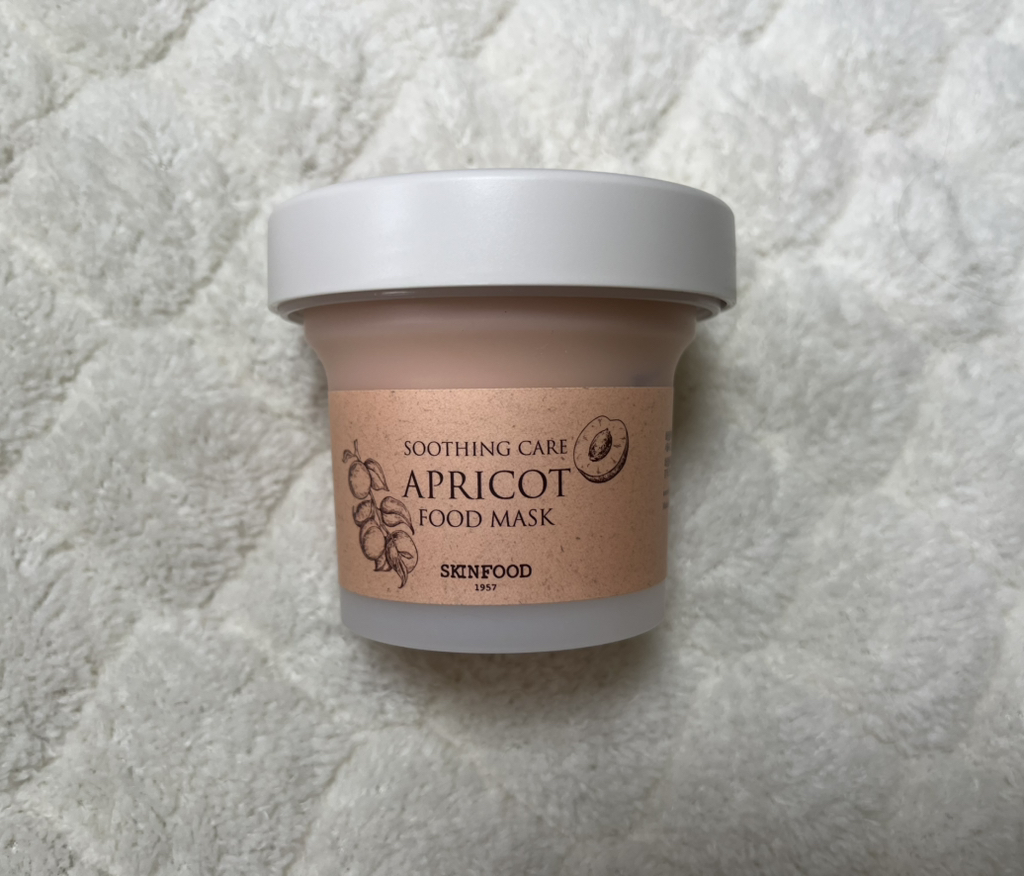 SOOTHING CARE
APRICOT
FOOD MASK
SKINFOOD
1957